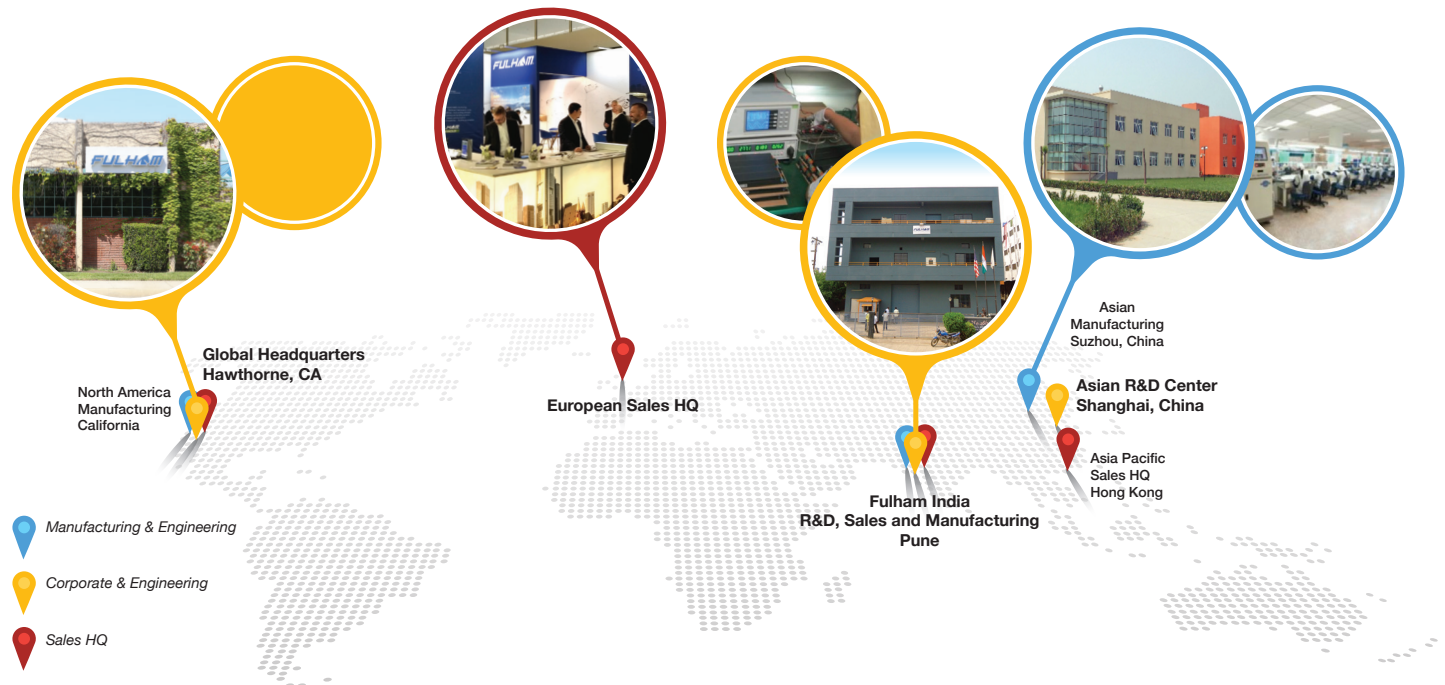 FULHAM
FULHAM
FULHAM
Global Headquarters
Hawthorne, CA
North America
Manufacturing
California
European Sales HQ
Fulham India
R&D, Sales and Manufacturing
Pune
Asian
Manufacturing
Suzhou, China
Asian R&D Center
Shanghai, China
Asia Pacific
Sales HQ
Hong Kong
Manufacturing & Engineering
Corporate & Engineering
Sales HQ